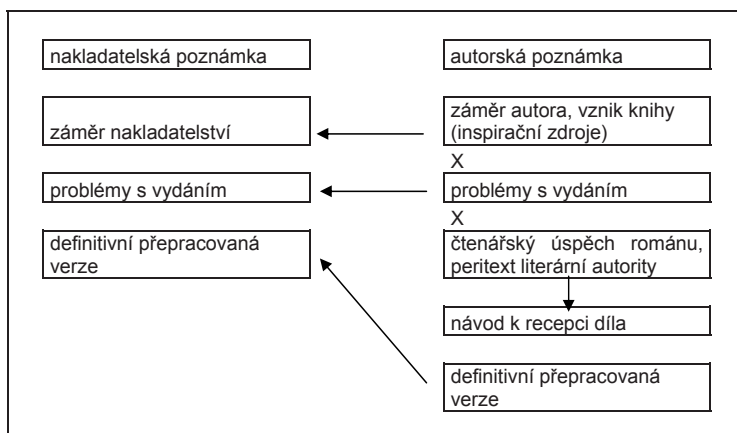 nakladatelská poznámka
autorská poznámka
záměr nakladatelství
záměr autora, vznik knihy
(inspirační zdroje)
X
problémy s vydáním
problémy s vydáním
X
definitivní přepracovaná
verze
čtenářský úspěch románu,
peritext literární autority
návod k recepci díla
definitivní přepracovaná
verze